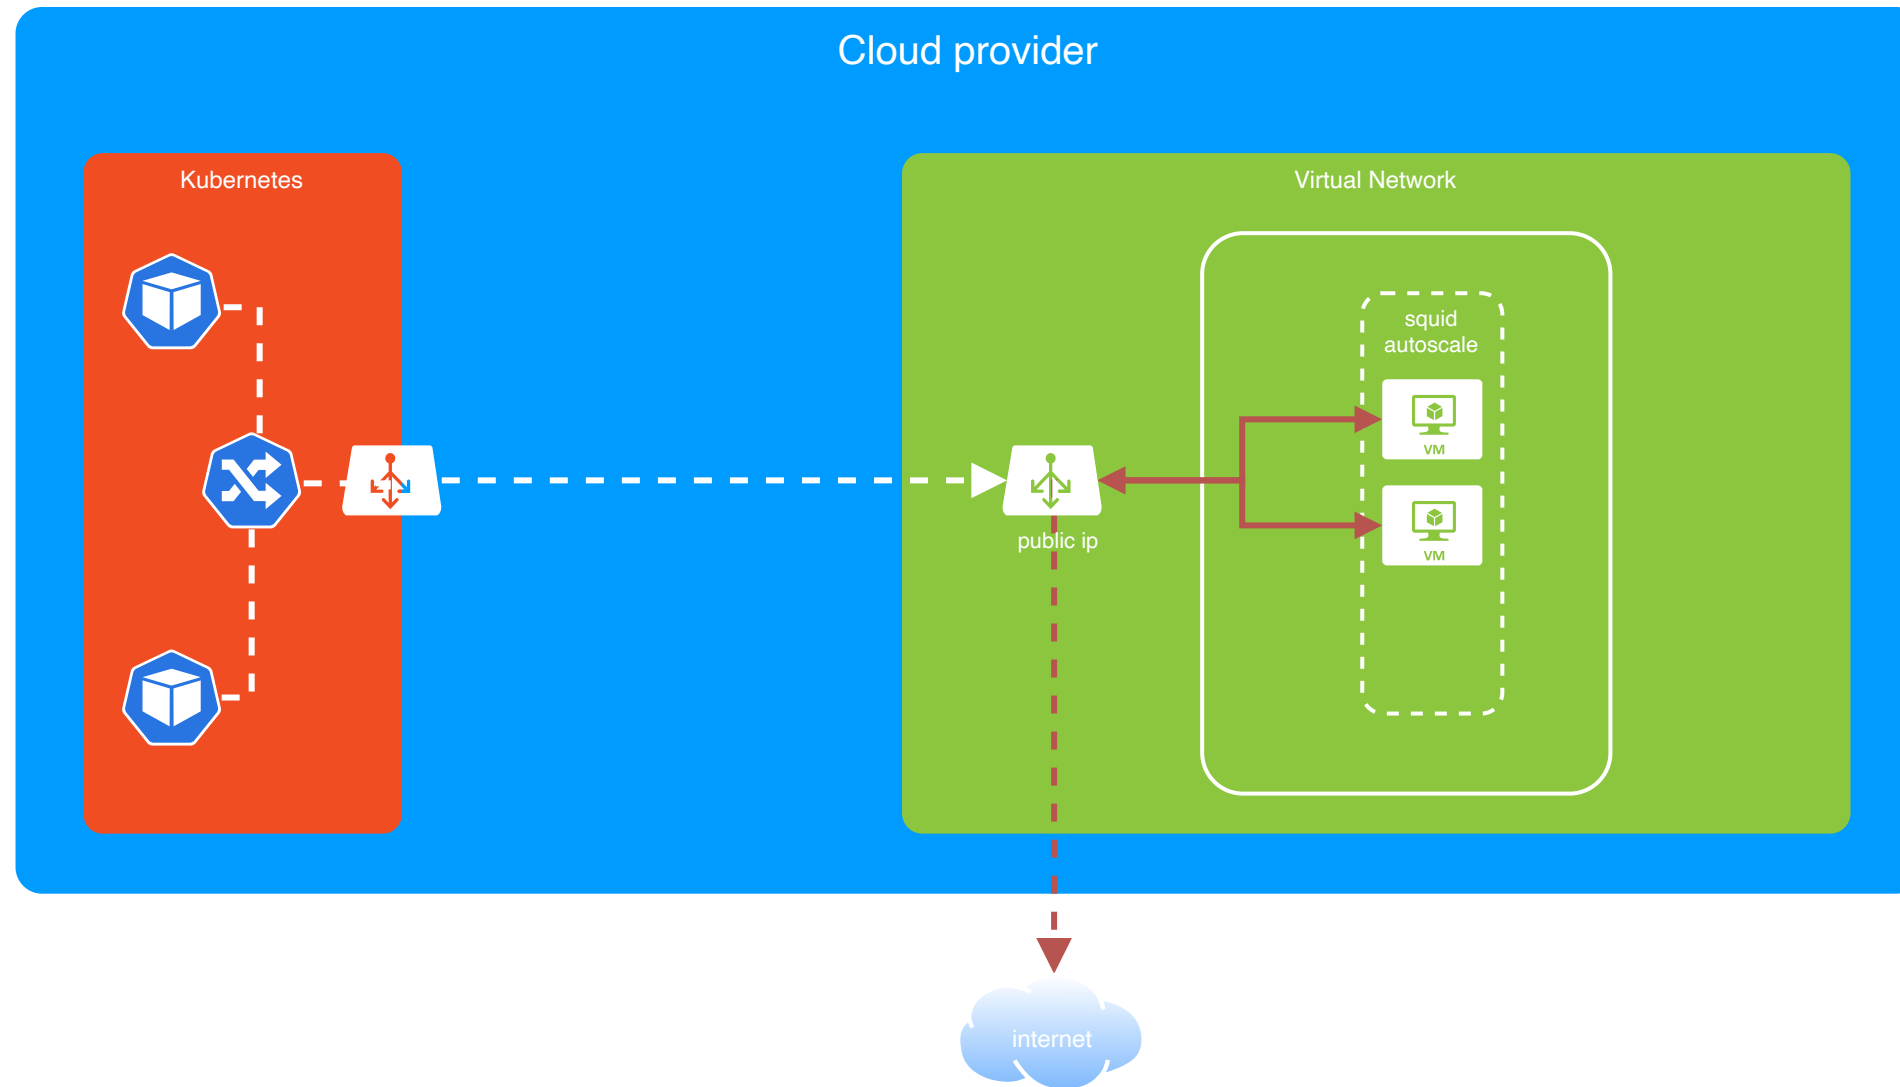 Cloud provider
Kubernetes
Virtual Network
squid
autoscale
VM
VM
public ip
internet